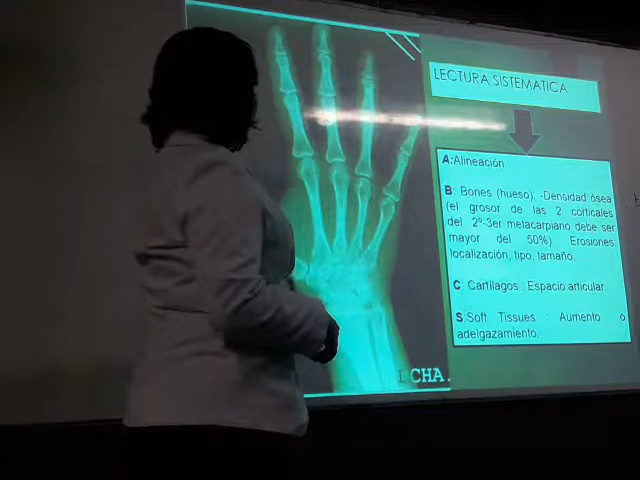 LECTURA SISTEMATICA
A:Alineación.
B: Bones (hueso). -Densidad ósea
(el grosor de las 2 corticales
del 2º-3er metacarpiano debe ser
mayor del 50%). Erosiones
localización, tipo, tamaño.
C: Cartílagos : Espacio articular.
S:Soft Tissues : Aumento o
adelgazamiento.
L CHA.